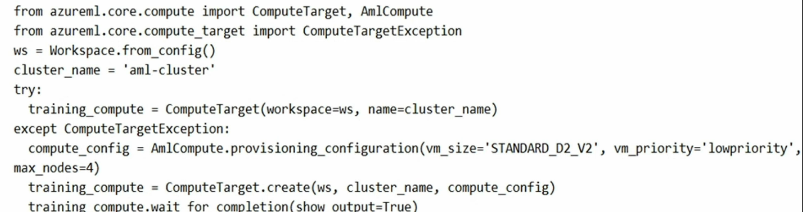 from azureml.core.compute import ComputeTarget, AmlCompute
from azureml.core.compute_target import ComputeTargetException
ws = Workspace.from_config()
cluster_name = 'aml-cluster'
try:
  training_compute = ComputeTarget(workspace=ws, name=cluster_name)
except ComputeTargetException:
  compute_config = AmlCompute.provisioning_configuration(vm_size='STANDARD_D2_V2', vm_priority='lowpriority',
max_nodes=4)
  training_compute = ComputeTarget.create(ws, cluster_name, compute_config)
  training_compute.wait_for_completion(show_output=True)